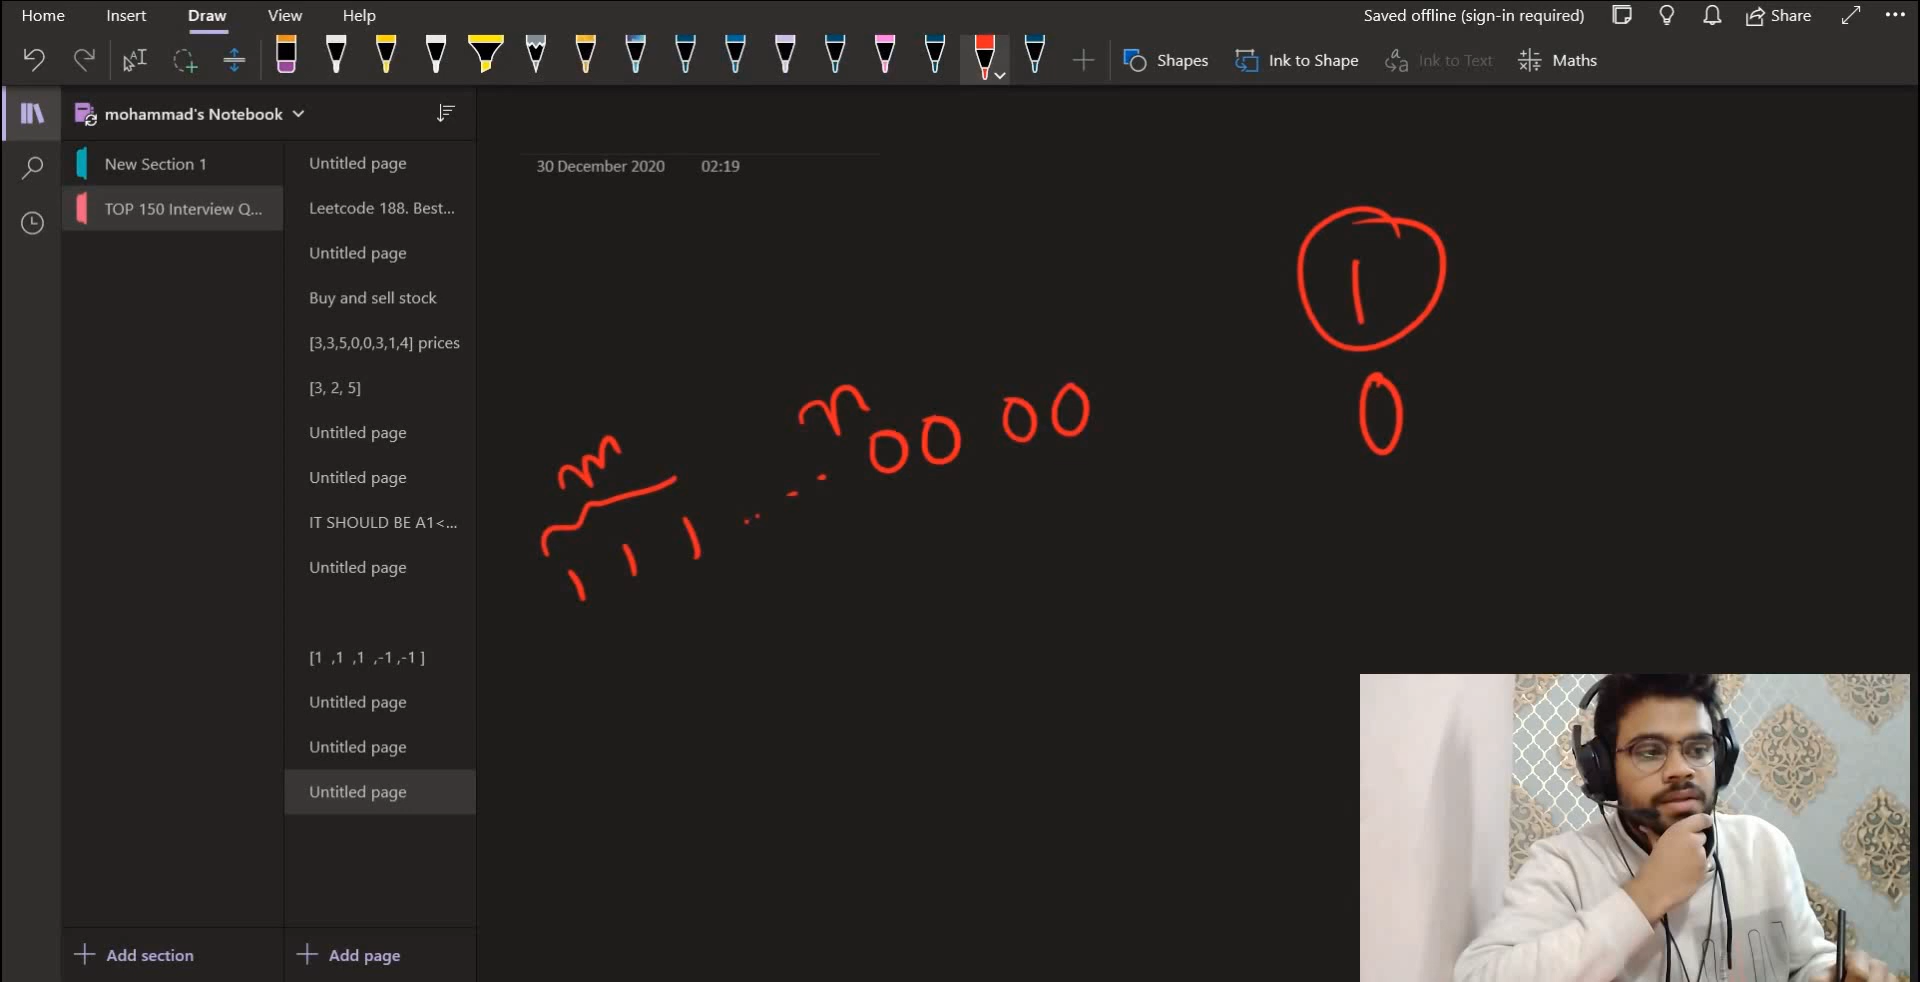 Home Insert Draw View Help Saved offline (sign-in required) Share
Shapes Ink to Shape Ink to Text Maths
mohammad's Notebook
New Section 1
TOP 150 Interview Q...
Untitled page
Leetcode 188. Best...
Untitled page
Buy and sell stock
[3,3,5,0,0,3,1,4] prices
[3, 2, 5]
Untitled page
Untitled page
IT SHOULD BE A1<...
Untitled page
[1 ,1 ,1 ,-1 ,-1 ]
Untitled page
Untitled page
Untitled page
Add section
Add page
30 December 2020 02:19
1
0
m
n
1 1 1 ..... 00 00